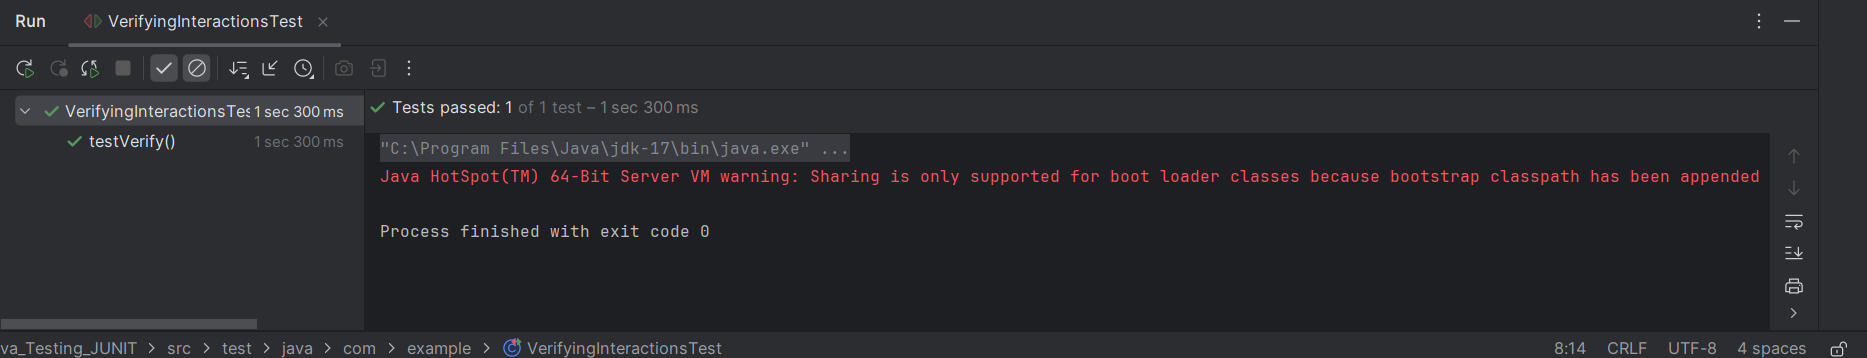 Run VerifyingInteractionsTest
VerifyingInteractionsTes 1 sec 300 ms
testVerify() 1 sec 300 ms
Tests passed: 1 of 1 test – 1 sec 300 ms
"C:\Program Files\Java\jdk-17\bin\java.exe" ...
Java HotSpot(TM) 64-Bit Server VM warning: Sharing is only supported for boot loader classes because bootstrap classpath has been appended
Process finished with exit code 0
va_Testing_JUNIT > src > test > java > com > example > VerifyingInteractionsTest 8:14 CRLF UTF-8 4 spaces